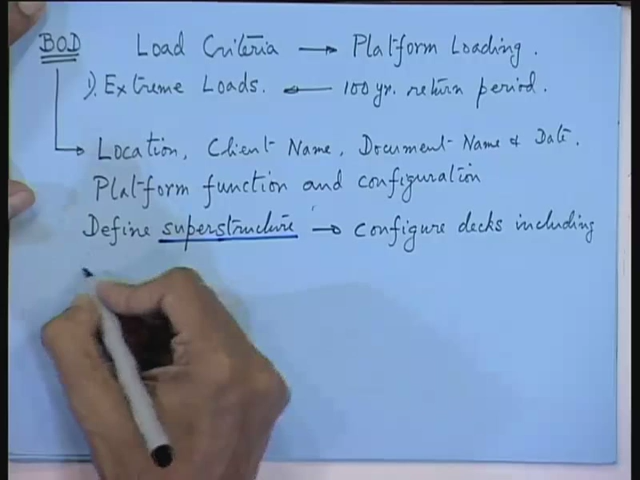 BOD Load Criteria → Platform Loading.
1). Extreme Loads. ← 100 yr. return period.
→ Location, Client Name, Document Name & Date.
Platform function and configuration
Define superstructure → configure decks including